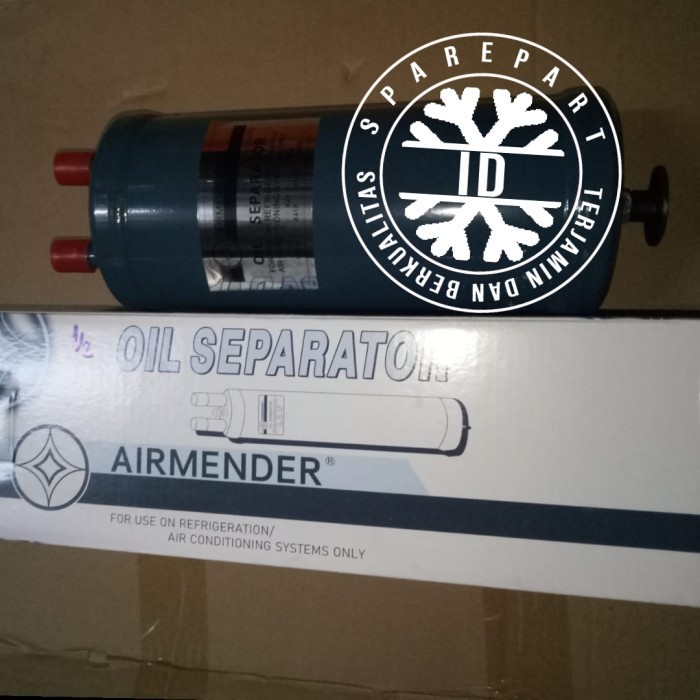 SPAREPART
ID
TERJAMIN DAN BERKUALITAS
OIL SEPARATOR
1/2
OIL SEPARATOR
AIRMENDER®
FOR USE ON REFRIGERATION/
AIR CONDITIONING SYSTEMS ONLY